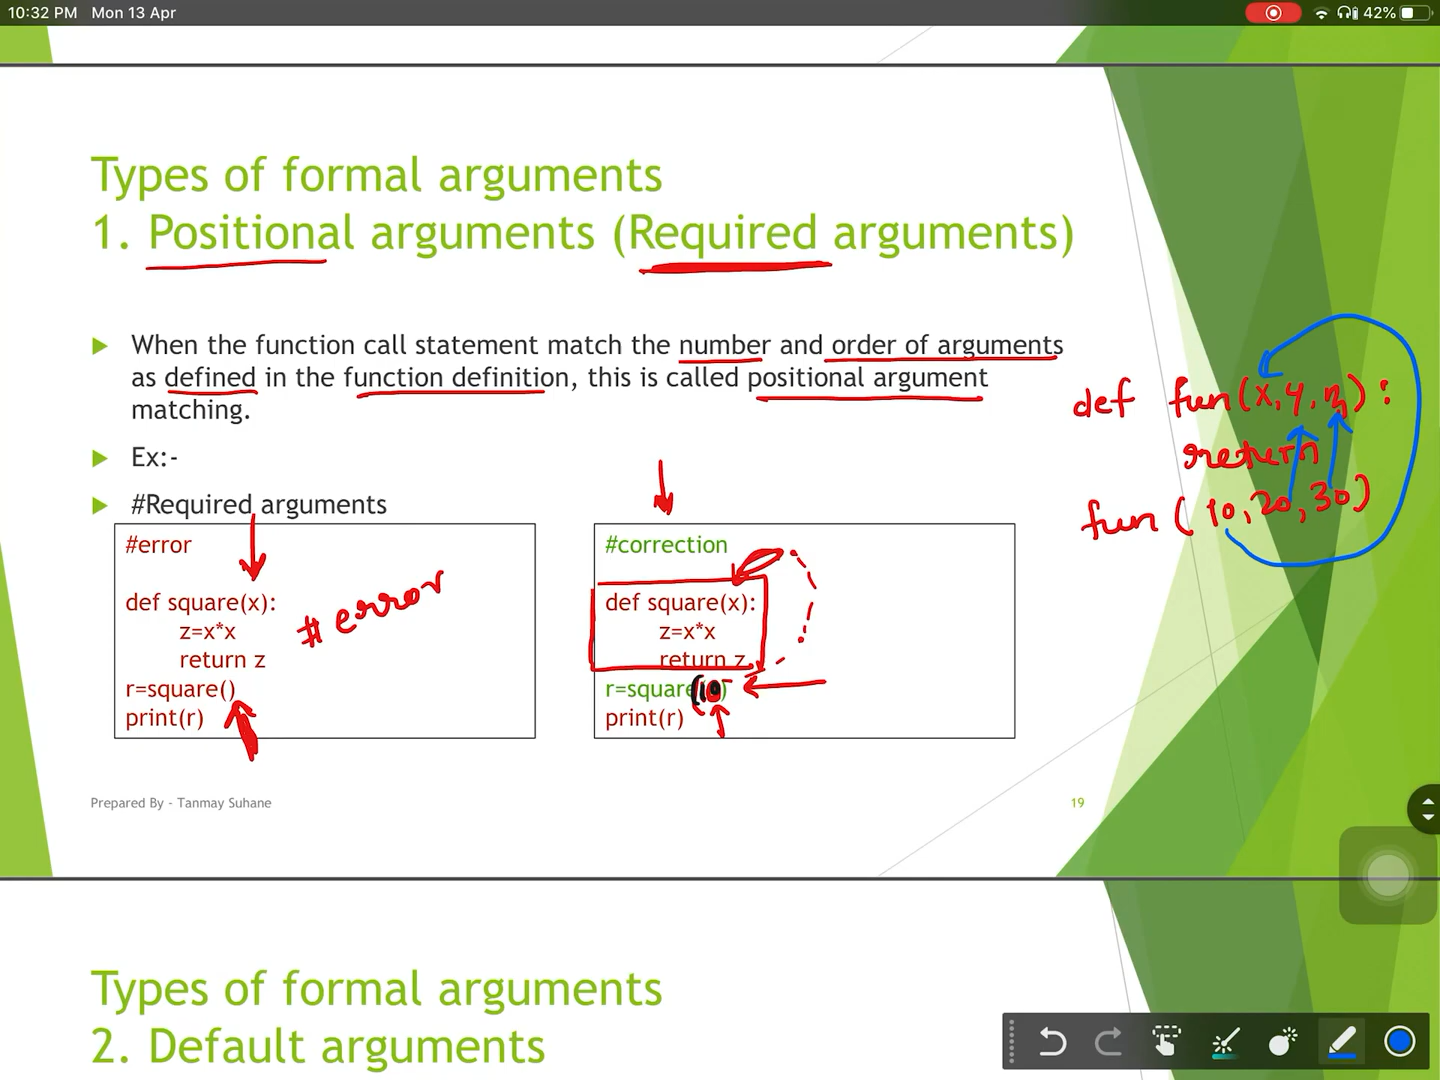 10:32 PM Mon 13 Apr
42%
Types of formal arguments
1. Positional arguments (Required arguments)
When the function call statement match the number and order of arguments
as defined in the function definition, this is called positional argument
matching.
Ex:-
#Required arguments
#error
def square(x):
z=x*x
return z
r=square()
print(r)
# error
#correction
def square(x):
z=x*x
return z
r=square(10)
print(r)
def fun(x,y,z):
return
fun(10,20,30)
Prepared By - Tanmay Suhane
19
Types of formal arguments
2. Default arguments